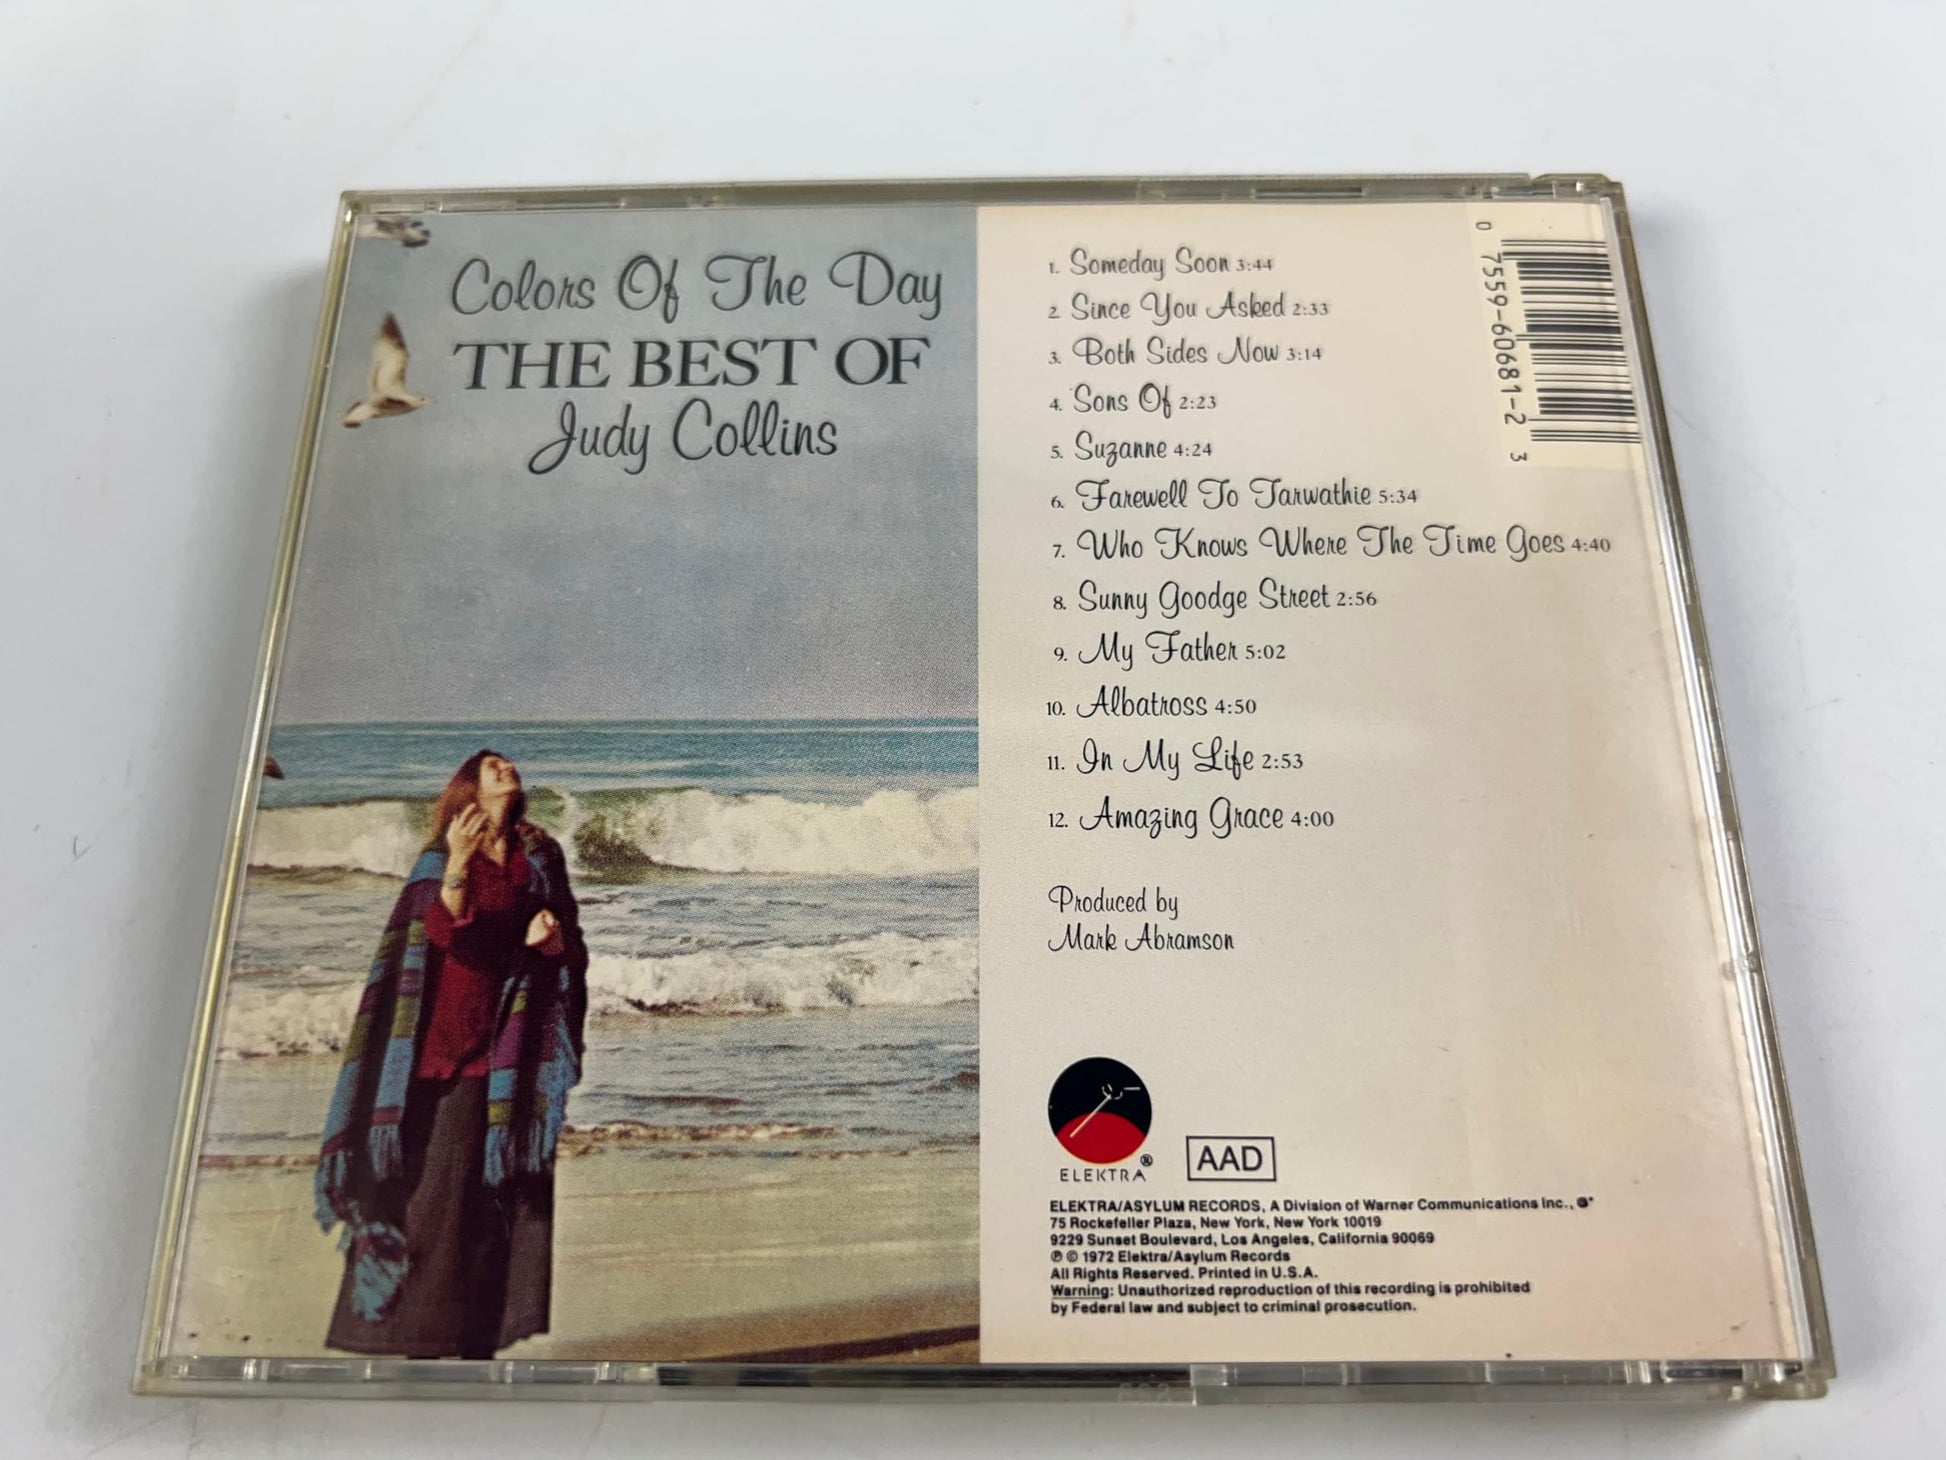 Colors Of The Day
THE BEST OF
Judy Collins
1. Someday Soon 3:44
2. Since You Asked 2:33
3. Both Sides Now 3:14
4. Sons Of 2:23
5. Suzanne 4:24
6. Farewell To Tarwathie 5:34
7. Who Knows Where The Time Goes 4:40
8. Sunny Goodge Street 2:56
9. My Father 5:02
10. Albatross 4:50
11. In My Life 2:53
12. Amazing Grace 4:00
Produced by
Mark Abramson
0 7559-60681-2 3
ELEKTRA®
AAD
ELEKTRA/ASYLUM RECORDS, A Division of Warner Communications Inc.,
75 Rockefeller Plaza, New York, New York 10019
9229 Sunset Boulevard, Los Angeles, California 90069
℗ © 1972 Elektra/Asylum Records
All Rights Reserved. Printed in U.S.A.
Warning: Unauthorized reproduction of this recording is prohibited
by Federal law and subject to criminal prosecution.